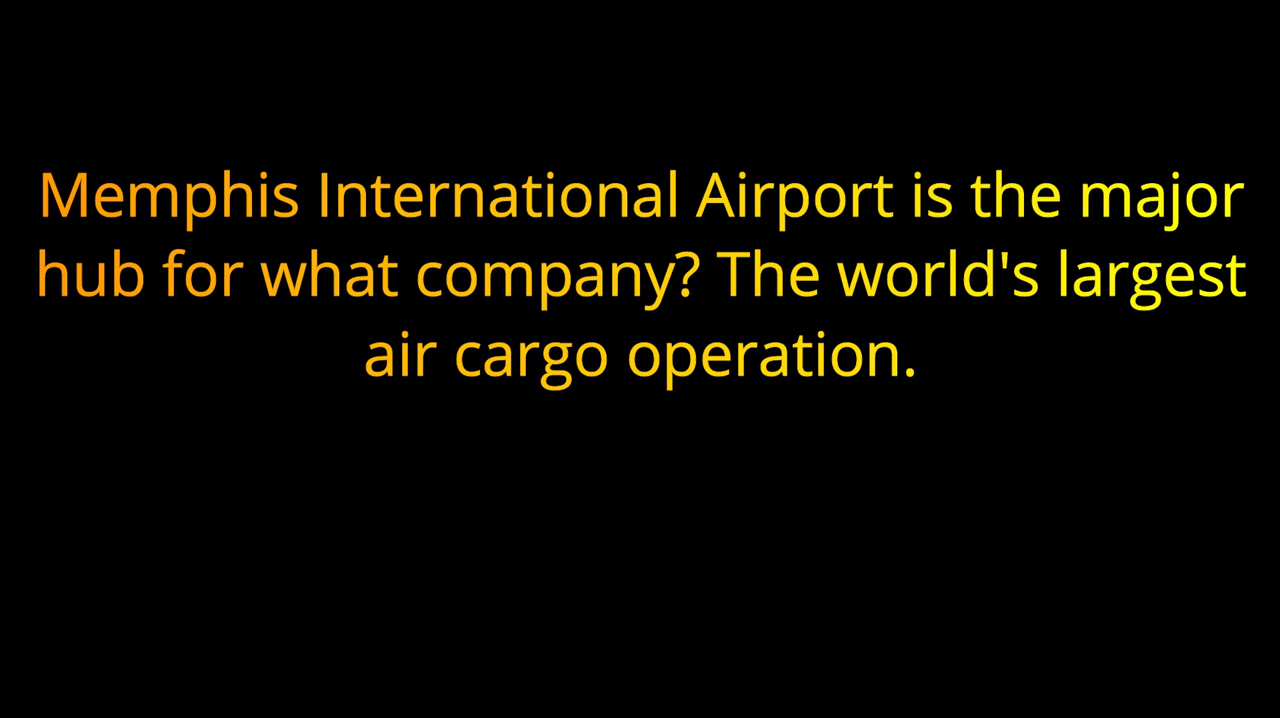 Memphis International Airport is the major
hub for what company? The world's largest
air cargo operation.